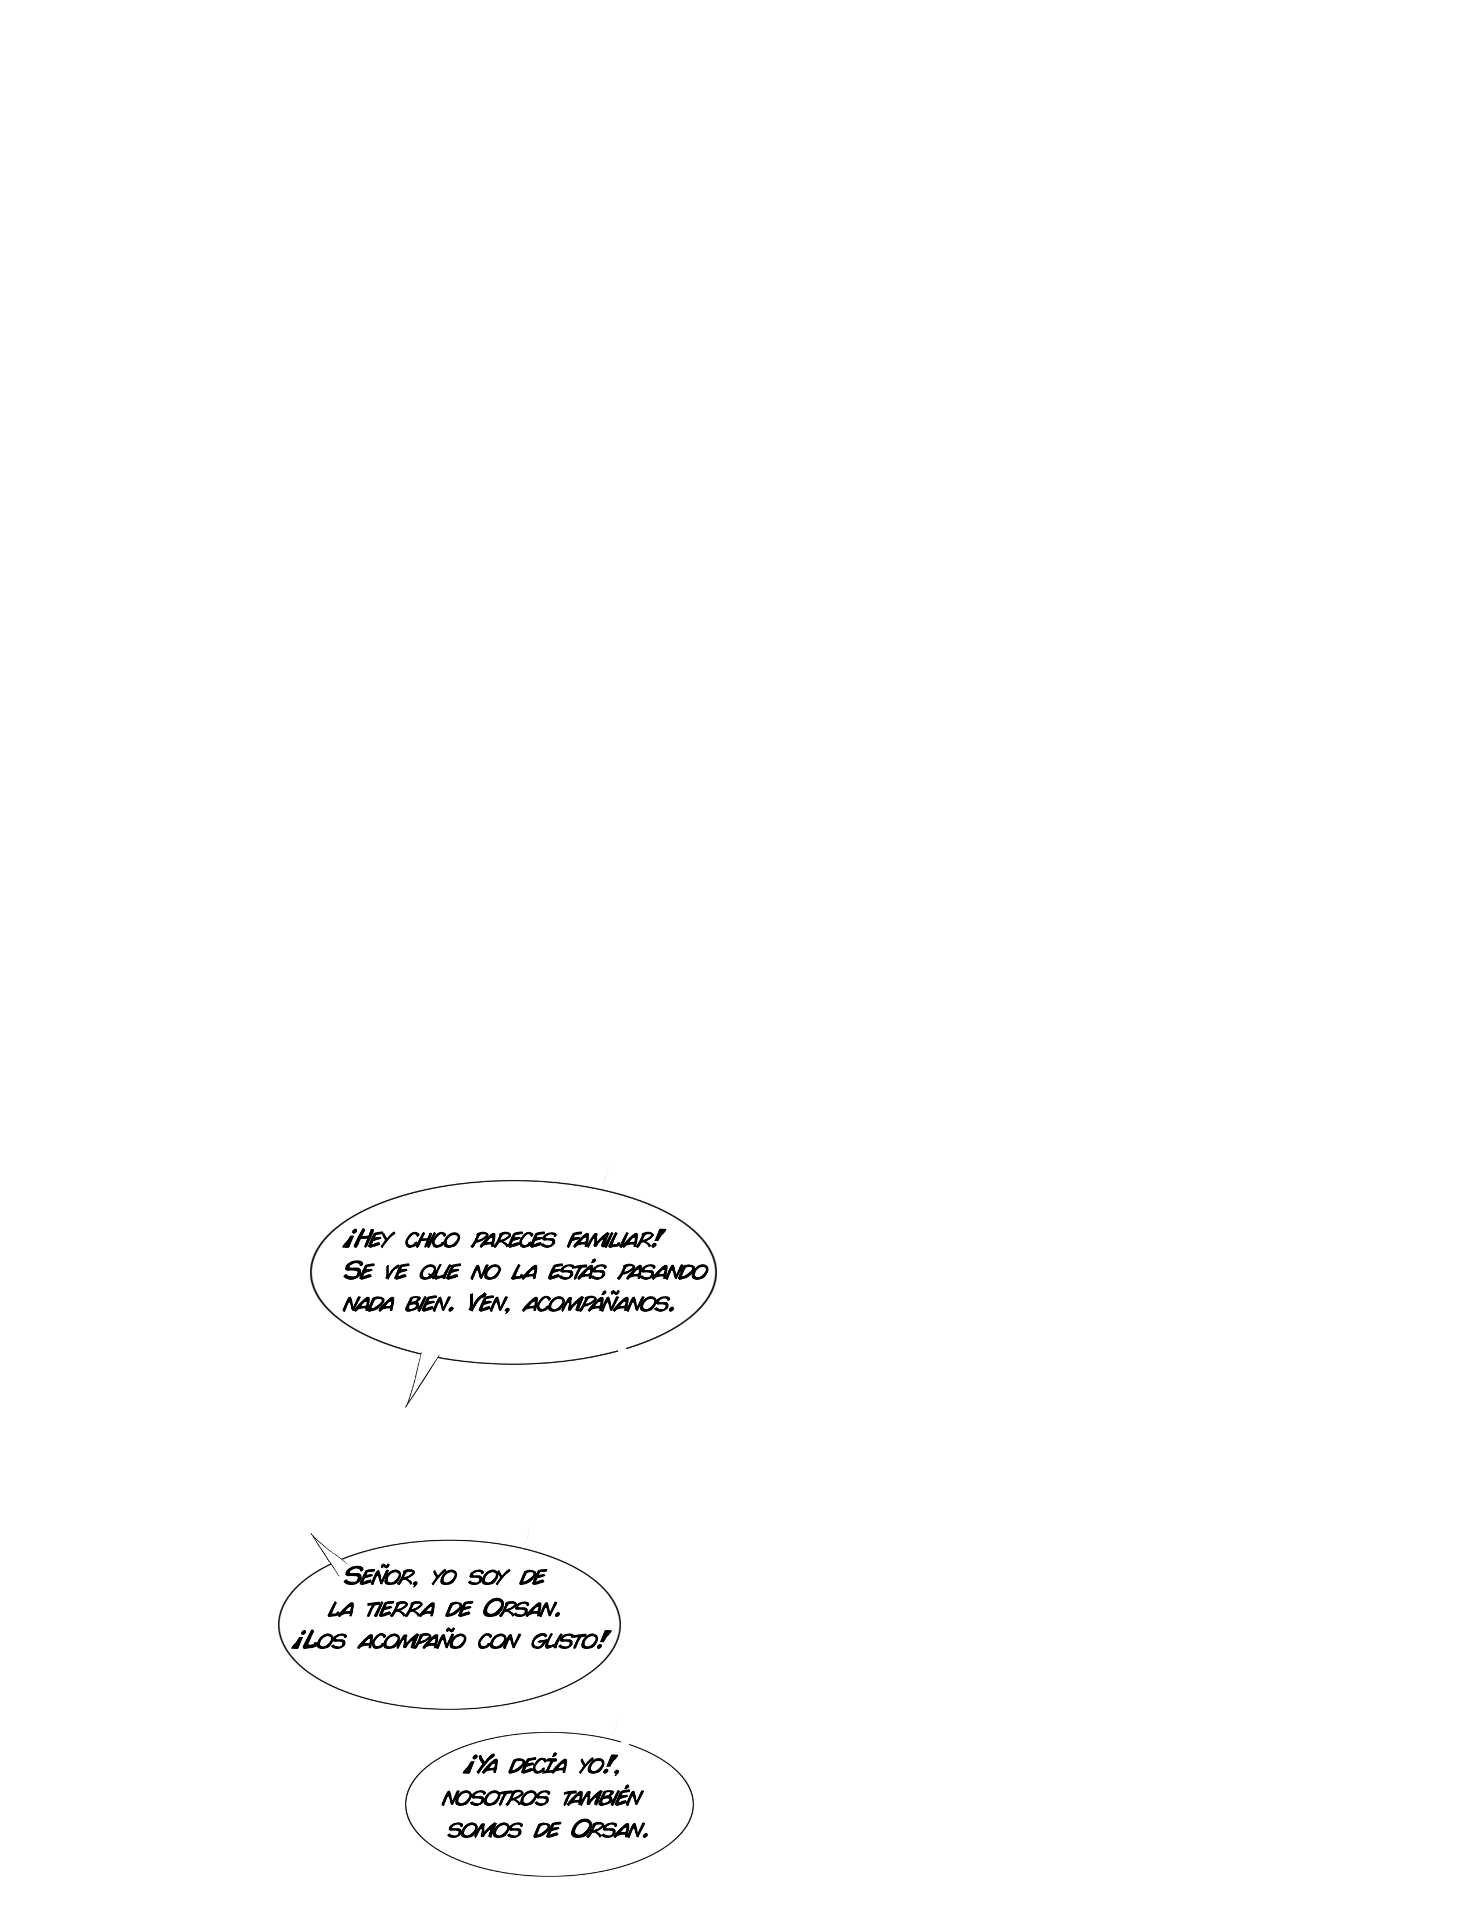 ¡Hey chico pareces familiar!
Se ve que no la estás pasando
nada bien. Ven, acompáñanos.
Señor, yo soy de
la tierra de Orsan.
¡Los acompaño con gusto!
¡Ya decía yo!,
nosotros también
somos de Orsan.